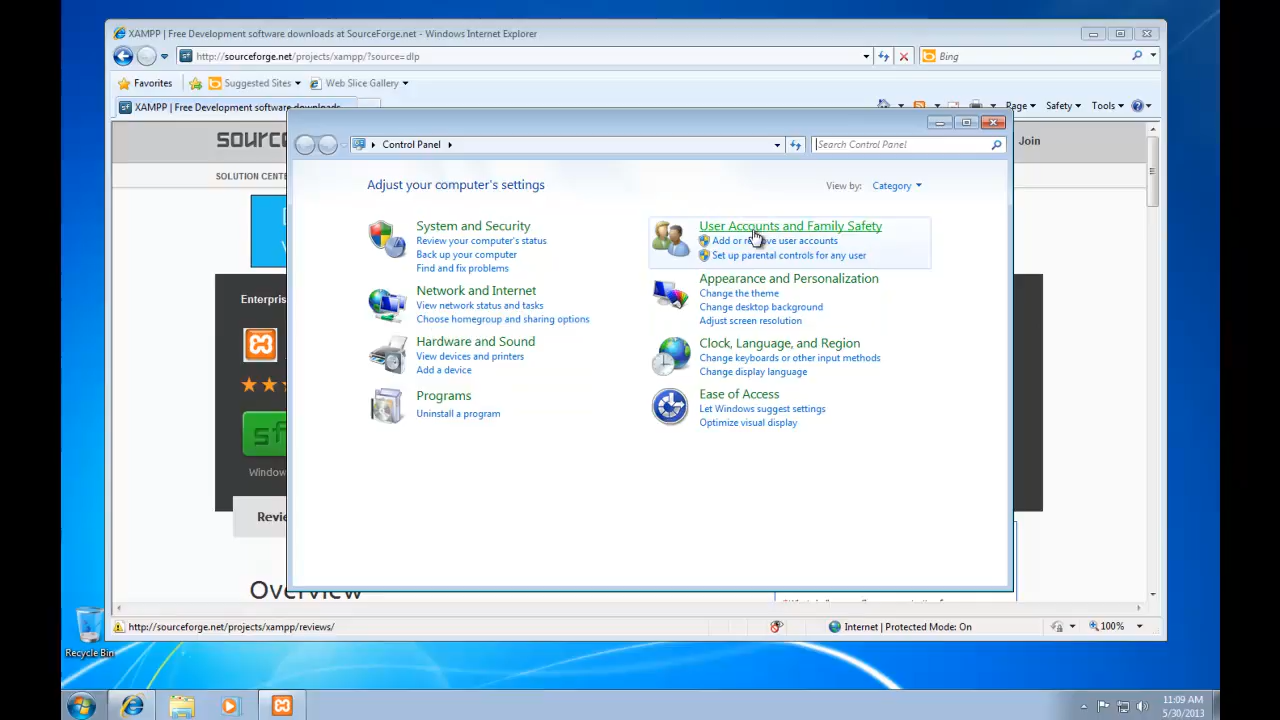 XAMPP | Free Development software downloads at SourceForge.net - Windows Internet Explorer
http://sourceforge.net/projects/xampp/?source=dlp
Bing
Favorites
Suggested Sites
Web Slice Gallery
XAMPP | Free Development software downloads
Page
Safety
Tools
Control Panel
Search Control Panel
Join
SOLUTION CENT
Adjust your computer's settings
View by:
Category
System and Security
Review your computer's status
Back up your computer
Find and fix problems
Network and Internet
View network status and tasks
Choose homegroup and sharing options
Hardware and Sound
View devices and printers
Add a device
Programs
Uninstall a program
User Accounts and Family Safety
Add or remove user accounts
Set up parental controls for any user
Appearance and Personalization
Change the theme
Change desktop background
Adjust screen resolution
Clock, Language, and Region
Change keyboards or other input methods
Change display language
Ease of Access
Let Windows suggest settings
Optimize visual display
Enterpris
sf
Window
Revi
Overview
http://sourceforge.net/projects/xampp/reviews/
Internet | Protected Mode: On
100%
Recycle Bin
11:09 AM
5/30/2013